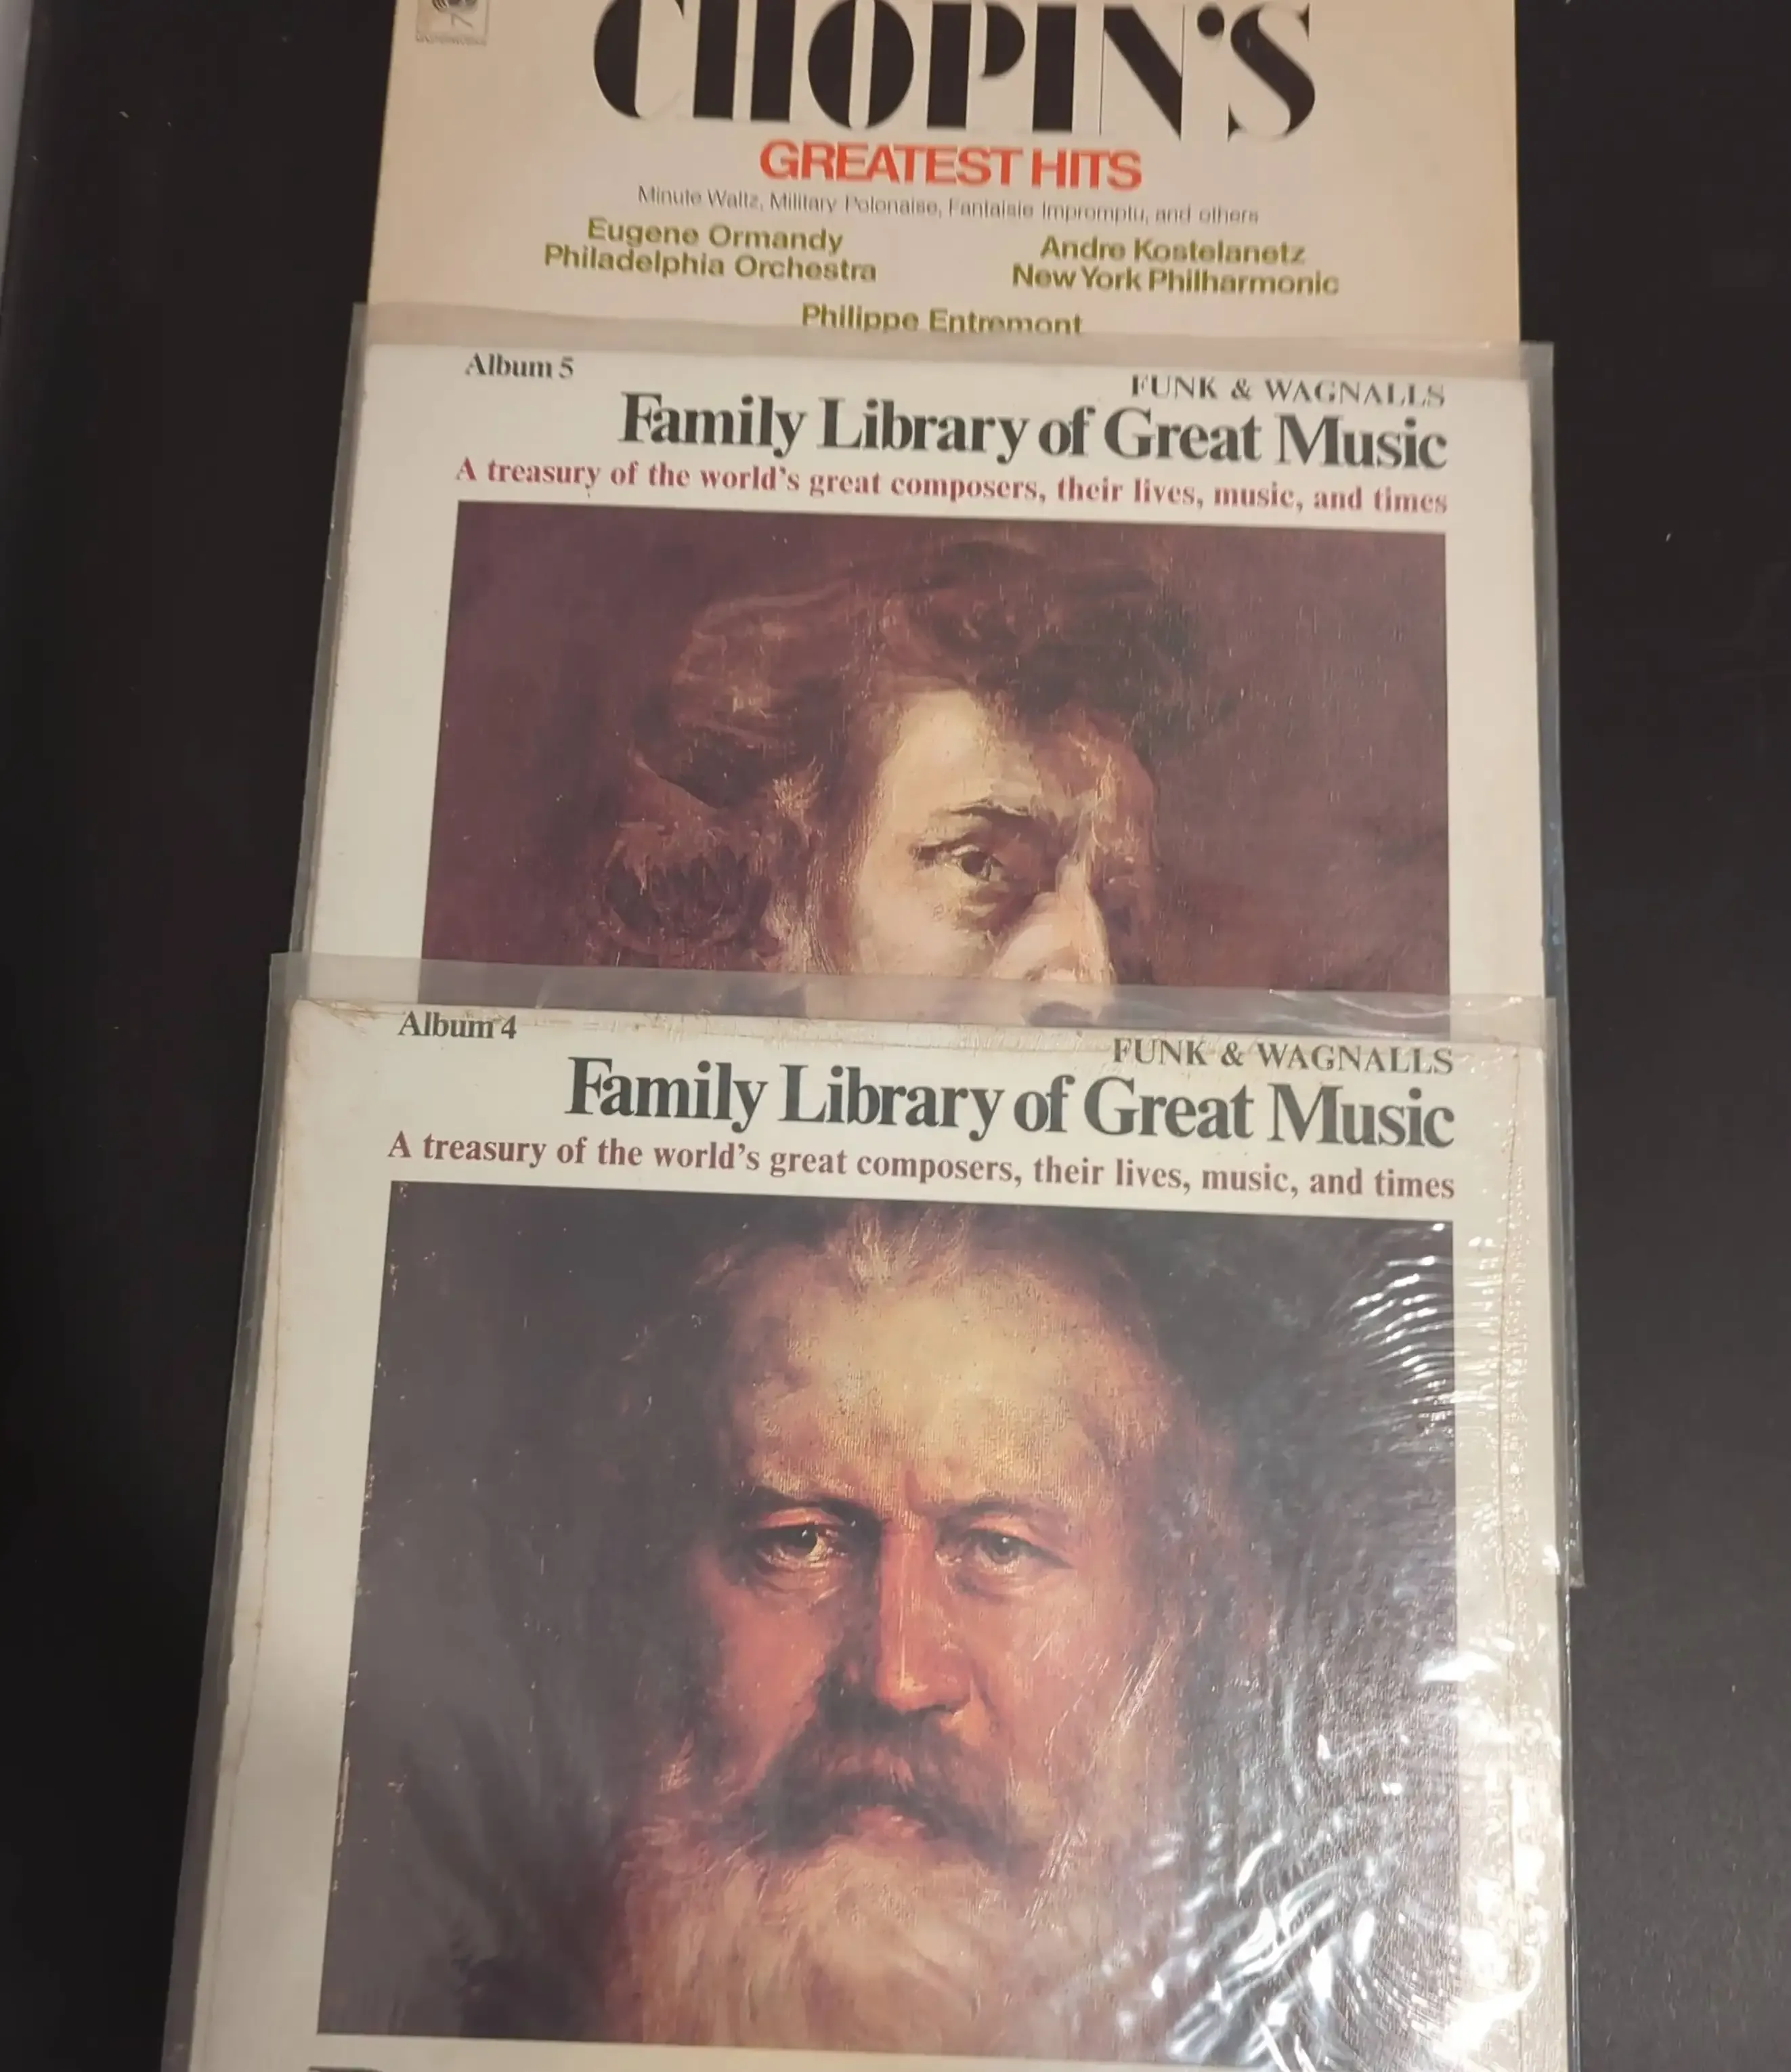 CHOPIN'S
GREATEST HITS
Minute Waltz, Military Polonaise, Fantaisie Impromptu, and others
Eugene Ormandy
Philadelphia Orchestra
Andre Kostelanetz
New York Philharmonic
Philippe Entremont
Album 5
FUNK & WAGNALLS
Family Library of Great Music
A treasury of the world's great composers, their lives, music, and times
Album 4
FUNK & WAGNALLS
Family Library of Great Music
A treasury of the world's great composers, their lives, music, and times